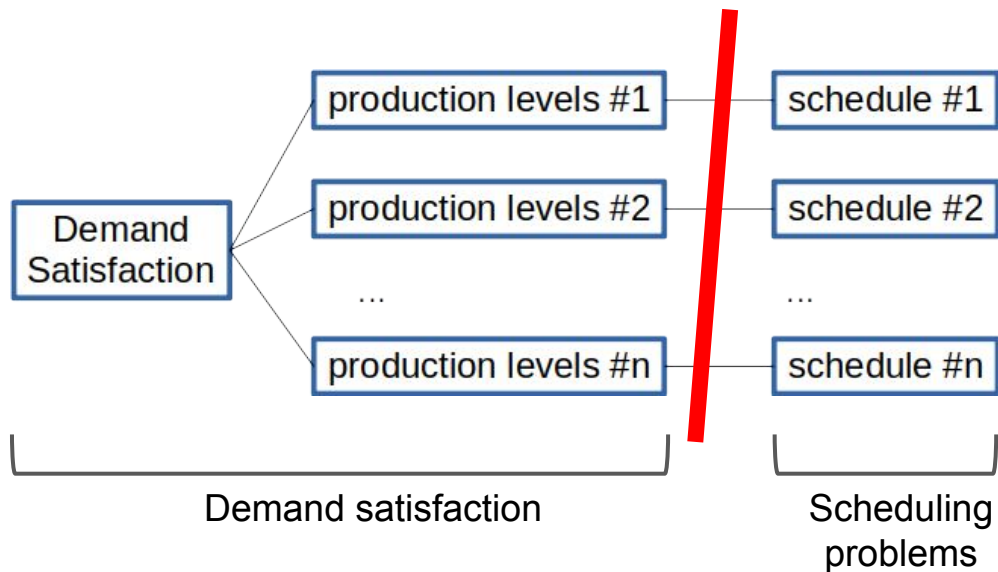 production levels #1
schedule #1
production levels #2
schedule #2
Demand
Satisfaction
...
...
production levels #n
schedule #n
Demand satisfaction
Scheduling
problems